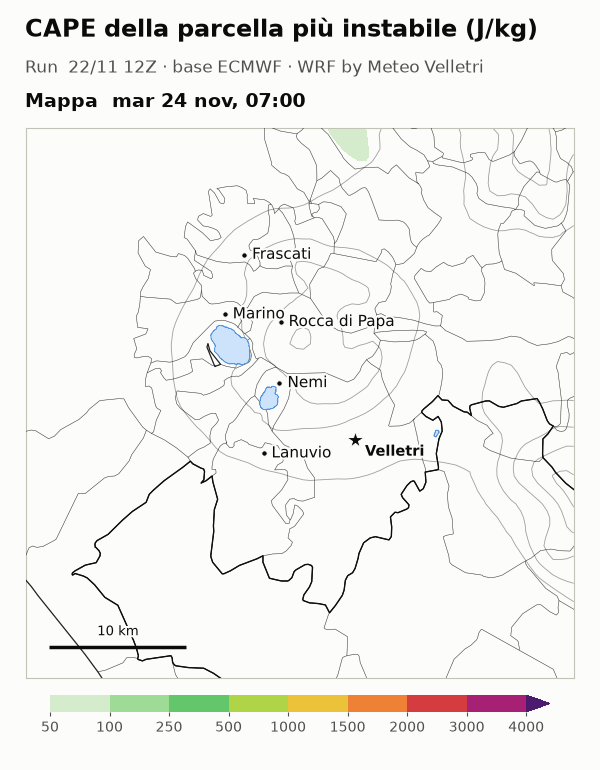 CAPE della parcella più instabile (J/kg)
Run  22/11 12Z · base ECMWF · WRF by Meteo Velletri
Mappa  mar 24 nov, 07:00
Frascati
Marino
Rocca di Papa
Nemi
Velletri
Lanuvio
10 km
50 100 250 500 1000 1500 2000 3000 4000